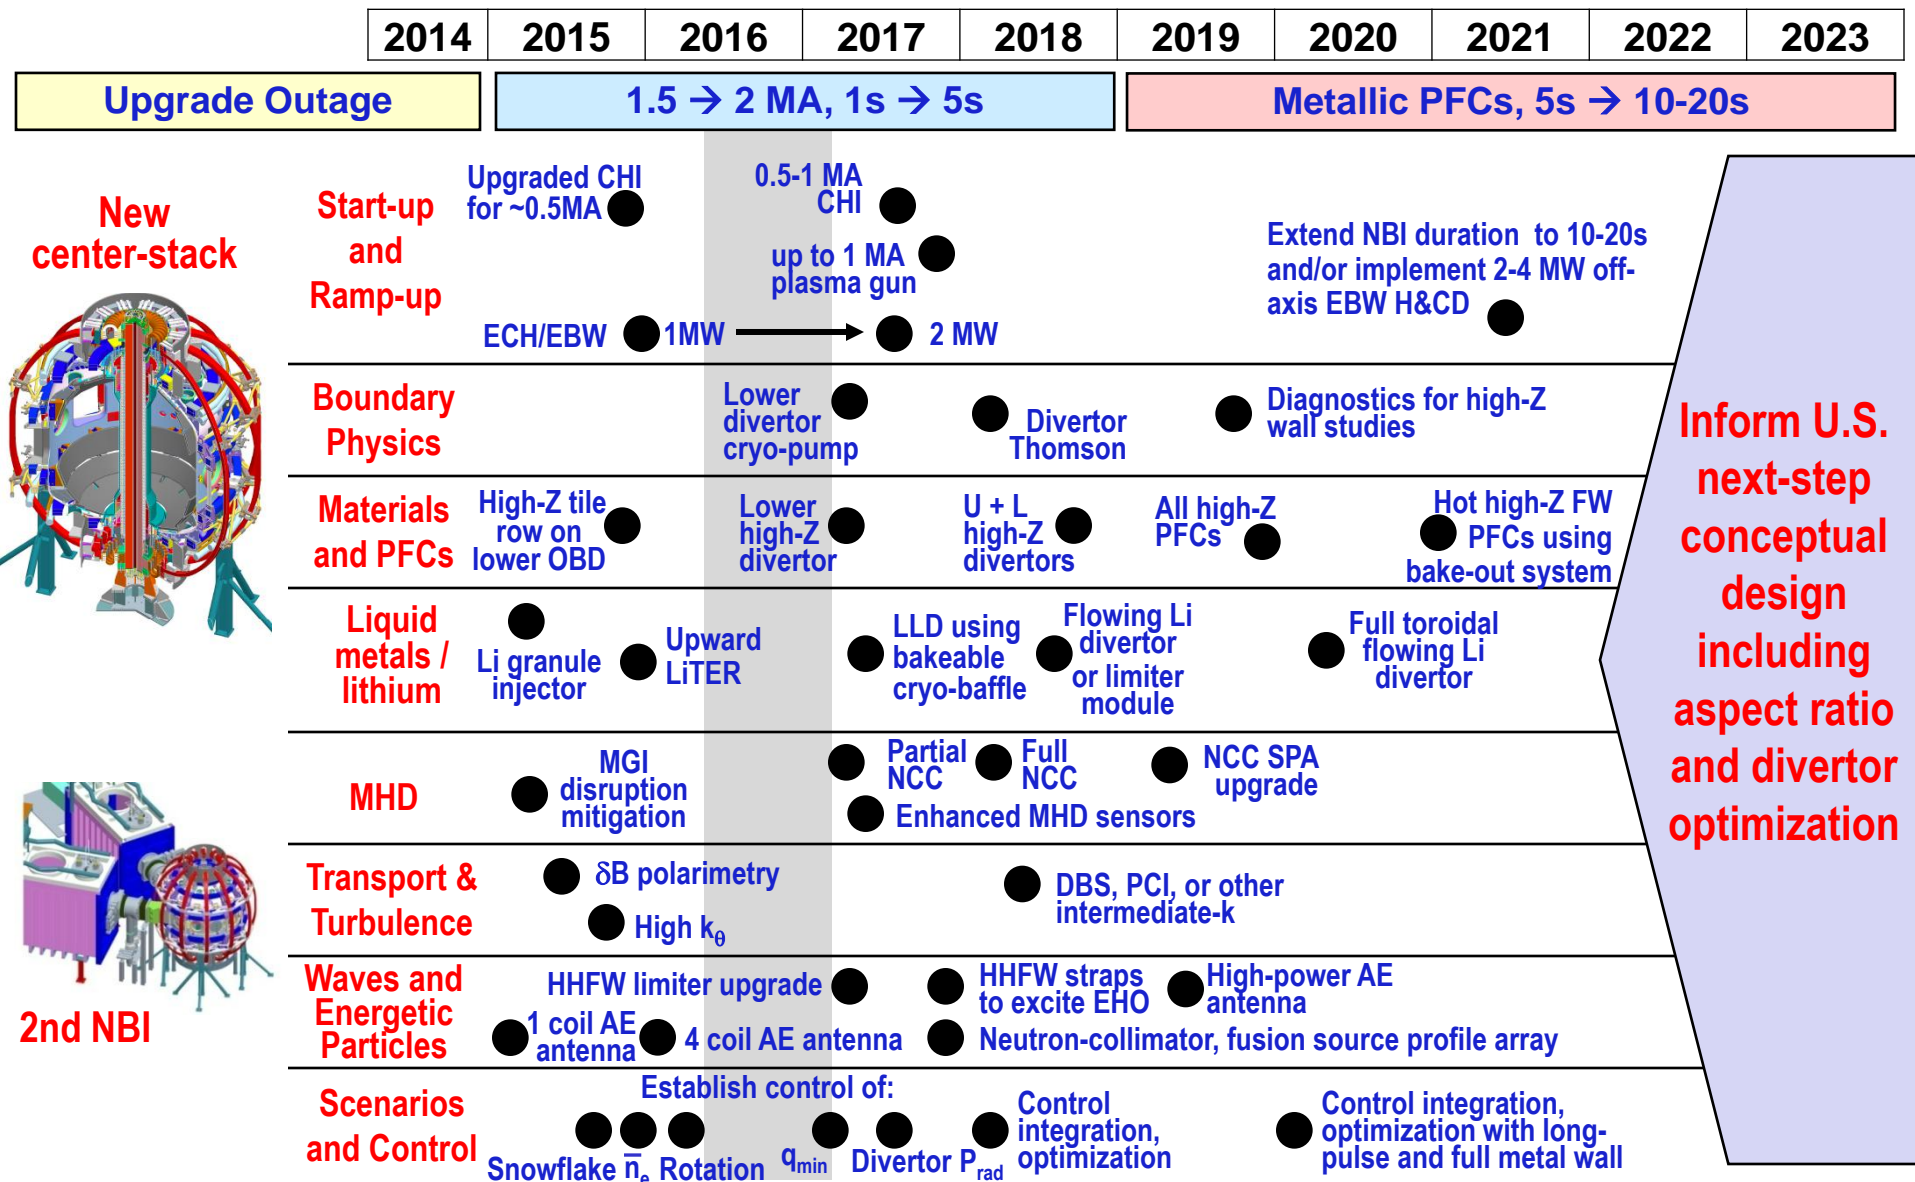 2014 2015 2016 2017 2018 2019 2020 2021 2022 2023
Upgrade Outage
1.5 → 2 MA, 1s → 5s
Metallic PFCs, 5s → 10-20s
New
center-stack
2nd NBI
Start-up
and
Ramp-up
Upgraded CHI
for ~0.5MA
0.5-1 MA
CHI
up to 1 MA
plasma gun
ECH/EBW
1MW
2 MW
Extend NBI duration to 10-20s
and/or implement 2-4 MW off-
axis EBW H&CD
Boundary
Physics
Lower
divertor
cryo-pump
Divertor
Thomson
Diagnostics for high-Z
wall studies
Materials
and PFCs
High-Z tile
row on
lower OBD
Lower
high-Z
divertor
U + L
high-Z
divertors
All high-Z
PFCs
Hot high-Z FW
PFCs using
bake-out system
Liquid
metals /
lithium
Li granule
injector
Upward
LiTER
LLD using
bakeable
cryo-baffle
Flowing Li
divertor
or limiter
module
Full toroidal
flowing Li
divertor
MHD
MGI
disruption
mitigation
Partial
NCC
Full
NCC
NCC SPA
upgrade
Enhanced MHD sensors
Transport &
Turbulence
δB polarimetry
High kθ
DBS, PCI, or other
intermediate-k
Waves and
Energetic
Particles
HHFW limiter upgrade
1 coil AE
antenna
4 coil AE antenna
HHFW straps
to excite EHO
High-power AE
antenna
Neutron-collimator, fusion source profile array
Scenarios
and Control
Establish control of:
Snowflake
n̅e
Rotation
qmin
Divertor Prad
Control
integration,
optimization
Control integration,
optimization with long-
pulse and full metal wall
Inform U.S.
next-step
conceptual
design
including
aspect ratio
and divertor
optimization